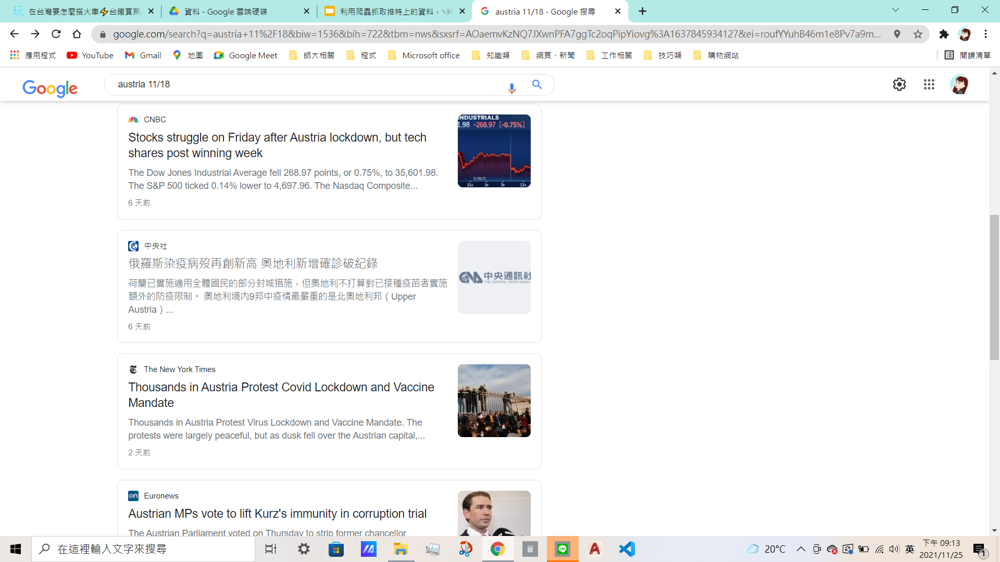 玩 在台灣要怎麼搭火車⚡台鐵買票
資料 - Google 雲端硬碟
利用爬蟲抓取推特上的資料，
austria 11/18 - Google 搜尋
google.com/search?q=austria+11%2F18&biw=1536&bih=722&tbm=nws&sxsrf=AOaemvKzNQ7JXwnPFA7ggTc2oqPipYiovg%3A1637845934127&ei=roufYYuhB46m1e8Pv7a9m...
應用程式 YouTube Gmail 地圖 Google Meet 師大相關 程式 Microsoft office 知識類 網頁、新聞 工作相關 技巧類 購物網站 閱讀清單
Google austria 11/18
CNBC
Stocks struggle on Friday after Austria lockdown, but tech
shares post winning week
The Dow Jones Industrial Average fell 268.97 points, or 0.75%, to 35,601.98.
The S&P 500 ticked 0.14% lower to 4,697.96. The Nasdaq Composite...
6 天前
INDUSTRIALS
1.98 -268.97 [-0.75%]
11/18/21
11A 1P 3P 11A
中央社
俄羅斯染疫病歿再創新高 奧地利新增確診破紀錄
荷蘭已實施適用全體國民的部分封城措施，但奧地利不打算對已接種疫苗者實施
額外的防疫限制。 奧地利境內9邦中疫情最嚴重的是北奧地利邦（Upper
Austria）...
6 天前
CNA 中央通訊社
THE CENTRAL NEWS AGENC
The New York Times
Thousands in Austria Protest Covid Lockdown and Vaccine
Mandate
Thousands in Austria Protest Virus Lockdown and Vaccine Mandate. The
protests were largely peaceful, but as dusk fell over the Austrian capital,...
2 天前
en Euronews
Austrian MPs vote to lift Kurz's immunity in corruption trial
The Austrian Parliament voted on Thursday to strip former chancellor
在這裡輸入文字來搜尋
LINE
20°C
英
下午 09:13
2021/11/25
1